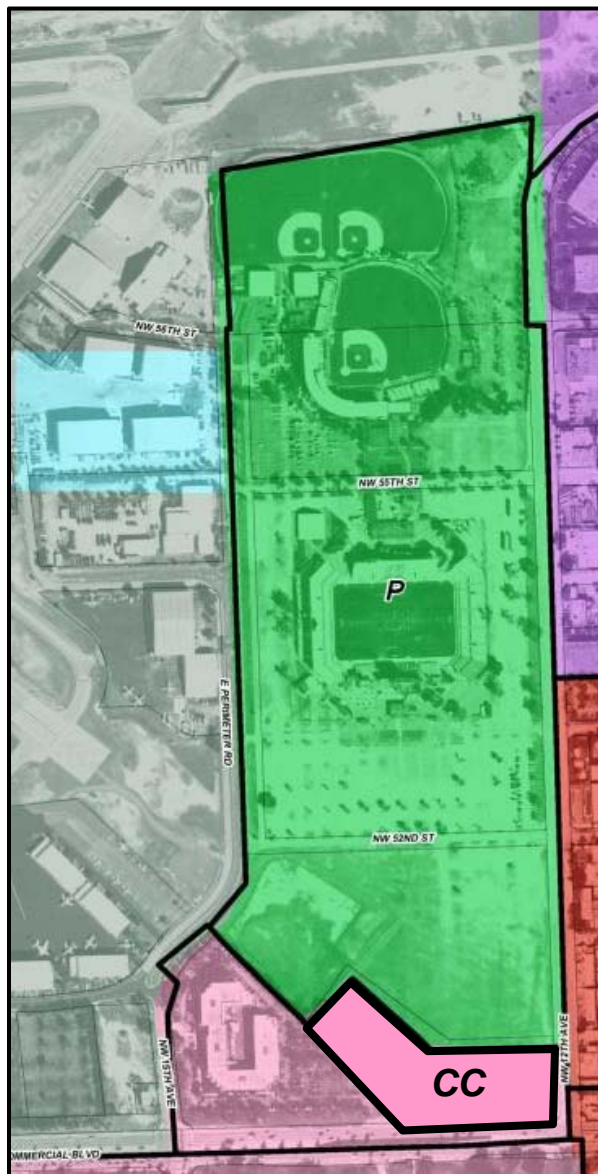 NW 56TH ST
NW 55TH ST
P
E PERIMETER RD
NW 52ND ST
NW 15TH AVE
NW 12TH AVE
CC
OMMERCIAL BLVD